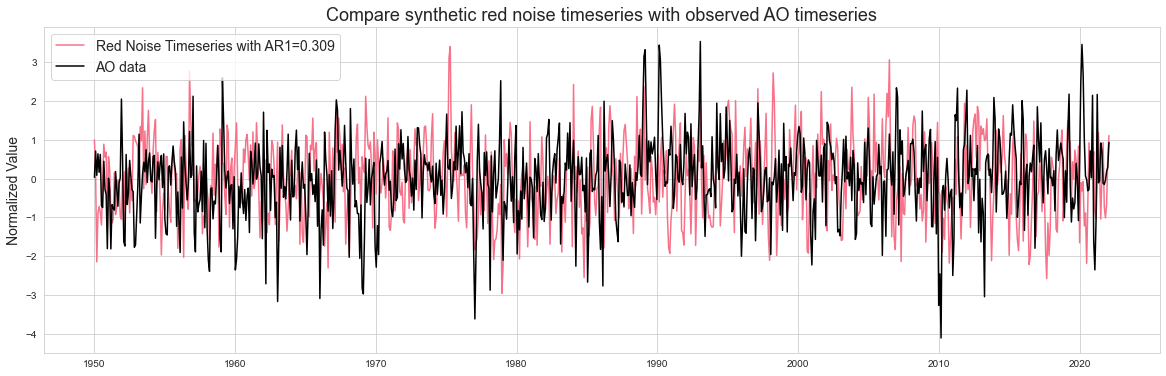 Compare synthetic red noise timeseries with observed AO timeseries
Red Noise Timeseries with AR1=0.309
AO data
Normalized Value
3
2
1
0
−1
−2
−3
−4
1950 1960 1970 1980 1990 2000 2010 2020